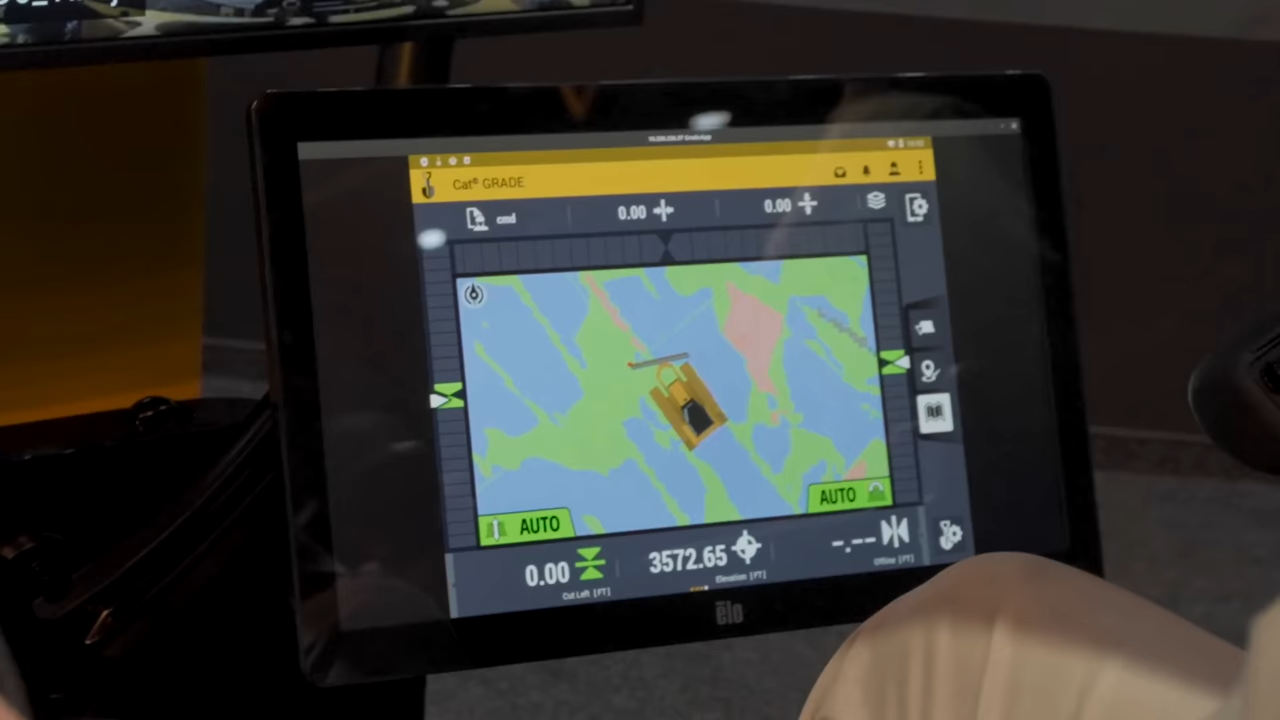 Cat® GRADE
cmd
0.00
0.00
AUTO
AUTO
0.00
Cut Left [FT]
3572.65
Elevation [FT]
-.--
Offline [FT]
elo